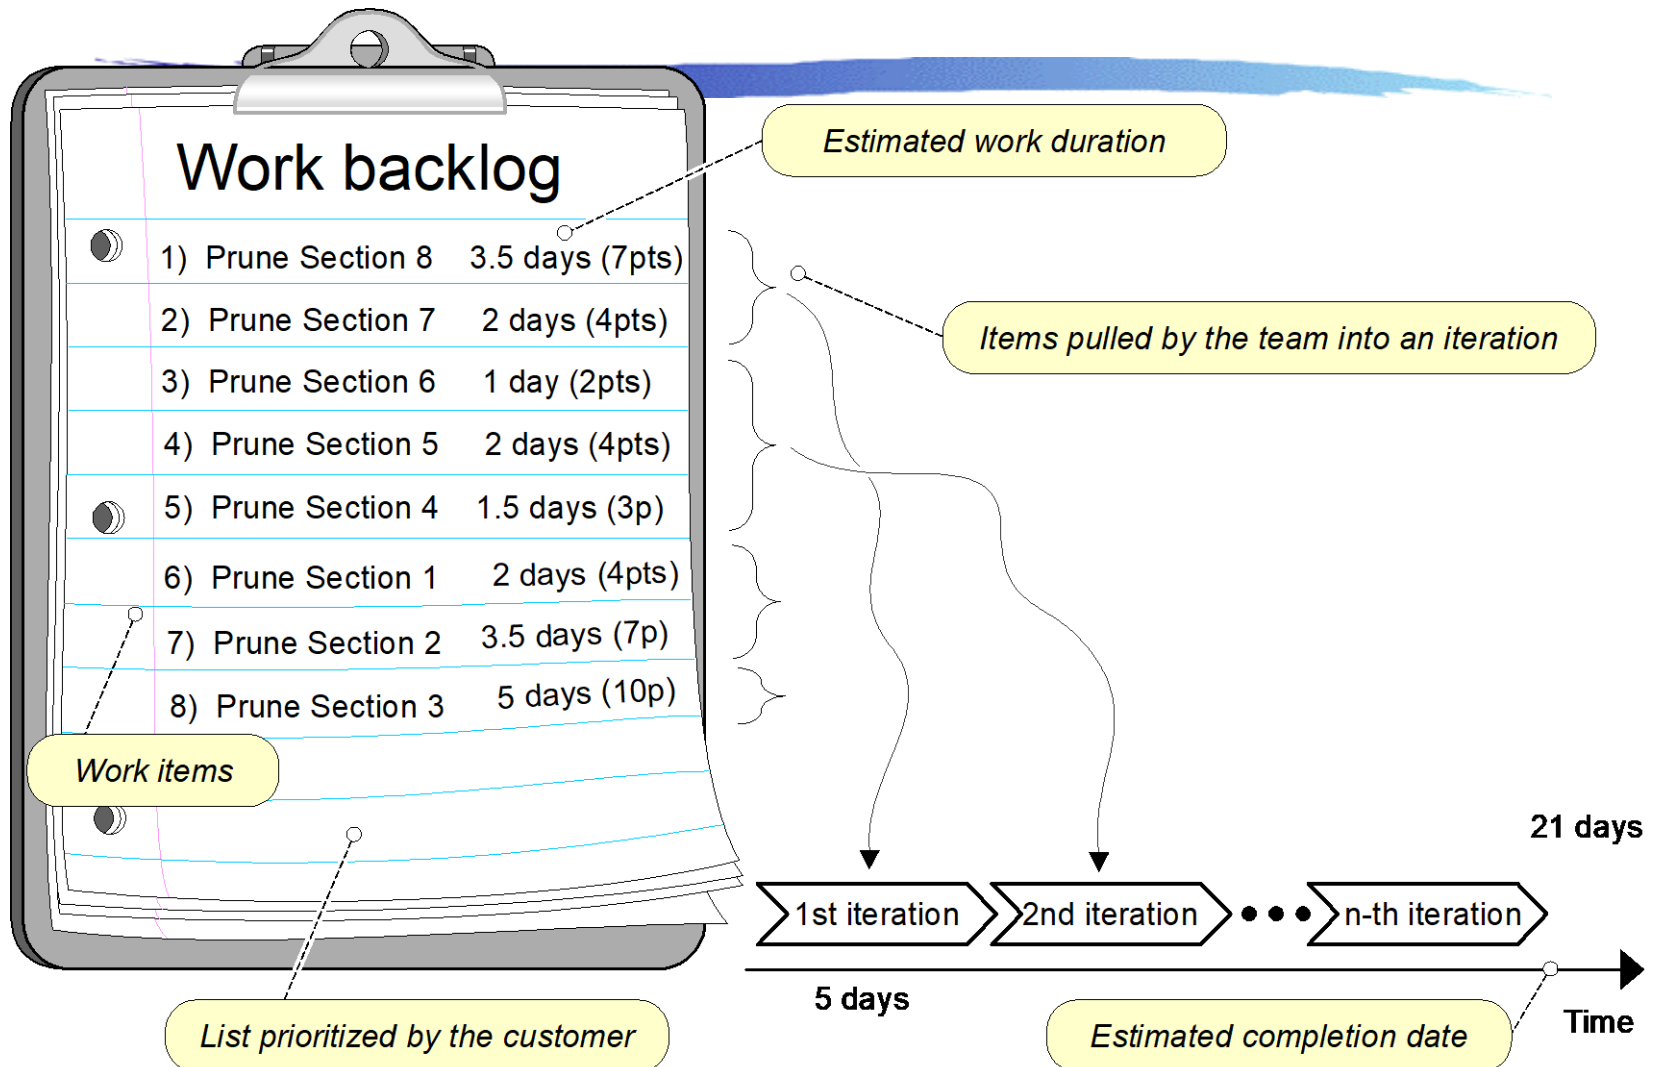 Work backlog
Estimated work duration
1) Prune Section 8 3.5 days (7pts)
2) Prune Section 7 2 days (4pts)
Items pulled by the team into an iteration
3) Prune Section 6 1 day (2pts)
4) Prune Section 5 2 days (4pts)
5) Prune Section 4 1.5 days (3p)
6) Prune Section 1 2 days (4pts)
7) Prune Section 2 3.5 days (7p)
8) Prune Section 3 5 days (10p)
Work items
21 days
1st iteration 2nd iteration n-th iteration
5 days
Time
List prioritized by the customer
Estimated completion date